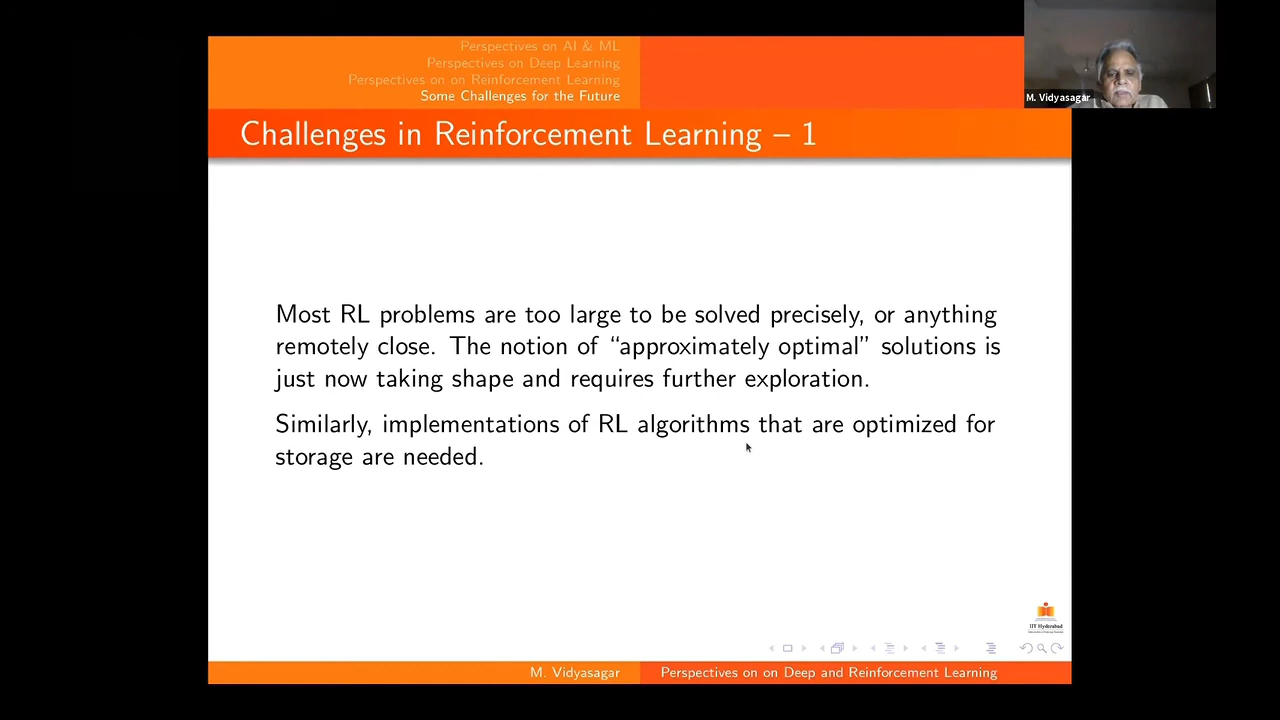 Perspectives on AI & ML
Perspectives on Deep Learning
Perspectives on on Reinforcement Learning
Some Challenges for the Future
M. Vidyasagar
Challenges in Reinforcement Learning – 1
Most RL problems are too large to be solved precisely, or anything
remotely close. The notion of “approximately optimal” solutions is
just now taking shape and requires further exploration.
Similarly, implementations of RL algorithms that are optimized for
storage are needed.
IIT Hyderabad
M. Vidyasagar
Perspectives on on Deep and Reinforcement Learning